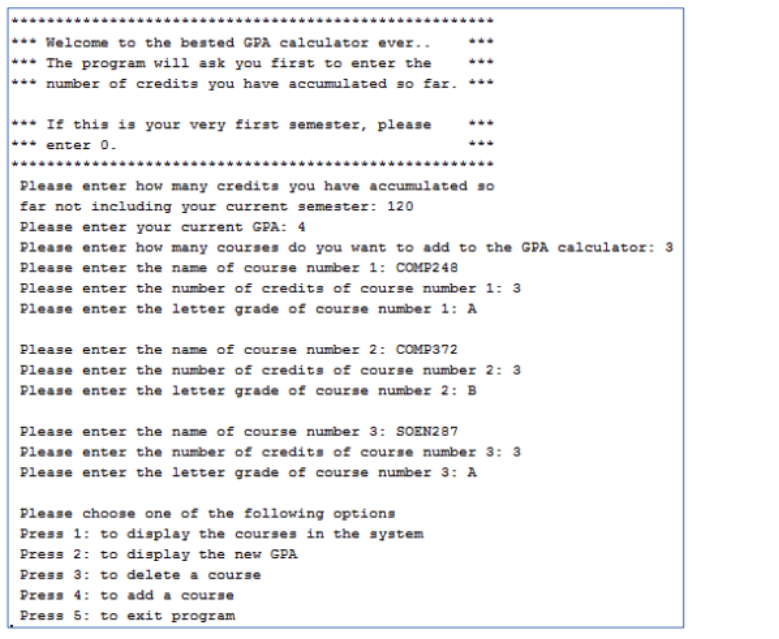 ******************************************************
*** Welcome to the bested GPA calculator ever..    ***
*** The program will ask you first to enter the    ***
*** number of credits you have accumulated so far. ***
*** If this is your very first semester, please    ***
*** enter 0.                                       ***
******************************************************
Please enter how many credits you have accumulated so
far not including your current semester: 120
Please enter your current GPA: 4
Please enter how many courses do you want to add to the GPA calculator: 3
Please enter the name of course number 1: COMP248
Please enter the number of credits of course number 1: 3
Please enter the letter grade of course number 1: A
Please enter the name of course number 2: COMP372
Please enter the number of credits of course number 2: 3
Please enter the letter grade of course number 2: B
Please enter the name of course number 3: SOEN287
Please enter the number of credits of course number 3: 3
Please enter the letter grade of course number 3: A
Please choose one of the following options
Press 1: to display the courses in the system
Press 2: to display the new GPA
Press 3: to delete a course
Press 4: to add a course
Press 5: to exit program